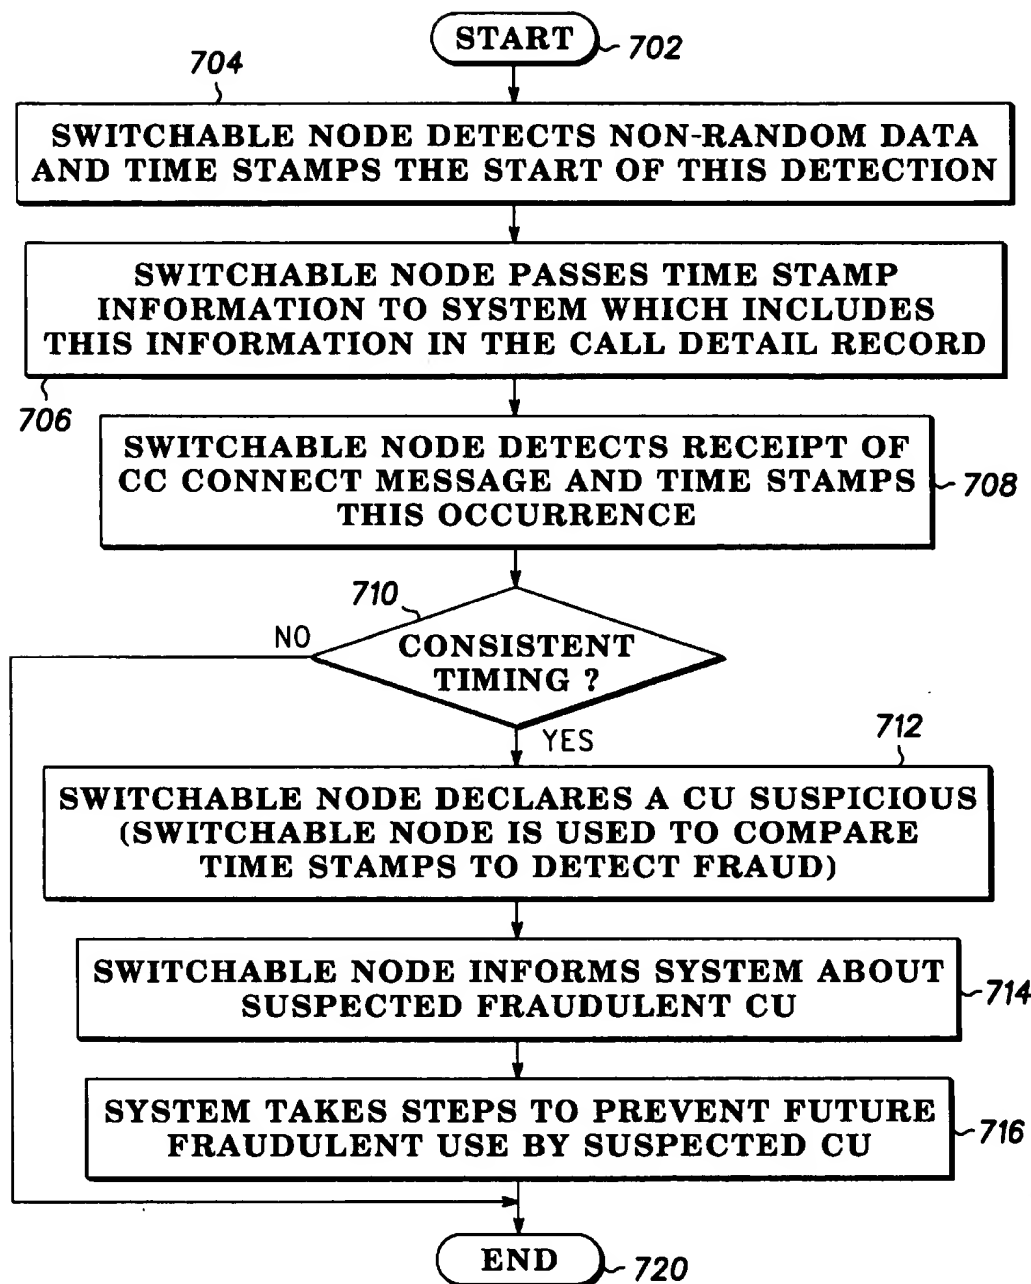 START
702
704
SWITCHABLE NODE DETECTS NON-RANDOM DATA
AND TIME STAMPS THE START OF THIS DETECTION
SWITCHABLE NODE PASSES TIME STAMP
INFORMATION TO SYSTEM WHICH INCLUDES
THIS INFORMATION IN THE CALL DETAIL RECORD
706
SWITCHABLE NODE DETECTS RECEIPT OF
CC CONNECT MESSAGE AND TIME STAMPS
THIS OCCURRENCE
708
710
NO
CONSISTENT
TIMING ?
YES
712
SWITCHABLE NODE DECLARES A CU SUSPICIOUS
(SWITCHABLE NODE IS USED TO COMPARE
TIME STAMPS TO DETECT FRAUD)
SWITCHABLE NODE INFORMS SYSTEM ABOUT
SUSPECTED FRAUDULENT CU
714
SYSTEM TAKES STEPS TO PREVENT FUTURE
FRAUDULENT USE BY SUSPECTED CU
716
END
720